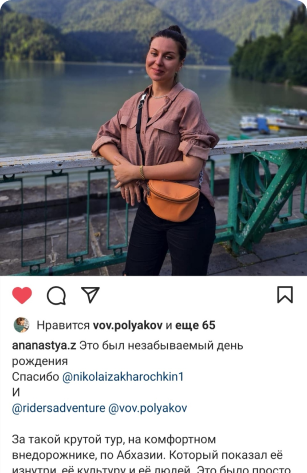 Нравится vov.polyakov и еще 65
ananastya.z Это был незабываемый день
рождения
Спасибо @nikolaizakharochkin1
И
@ridersadventure @vov.polyakov
За такой крутой тур, на комфортном
внедорожнике, по Абхазии. Который показал её
изнутри, её культуру и её людей. Это было просто